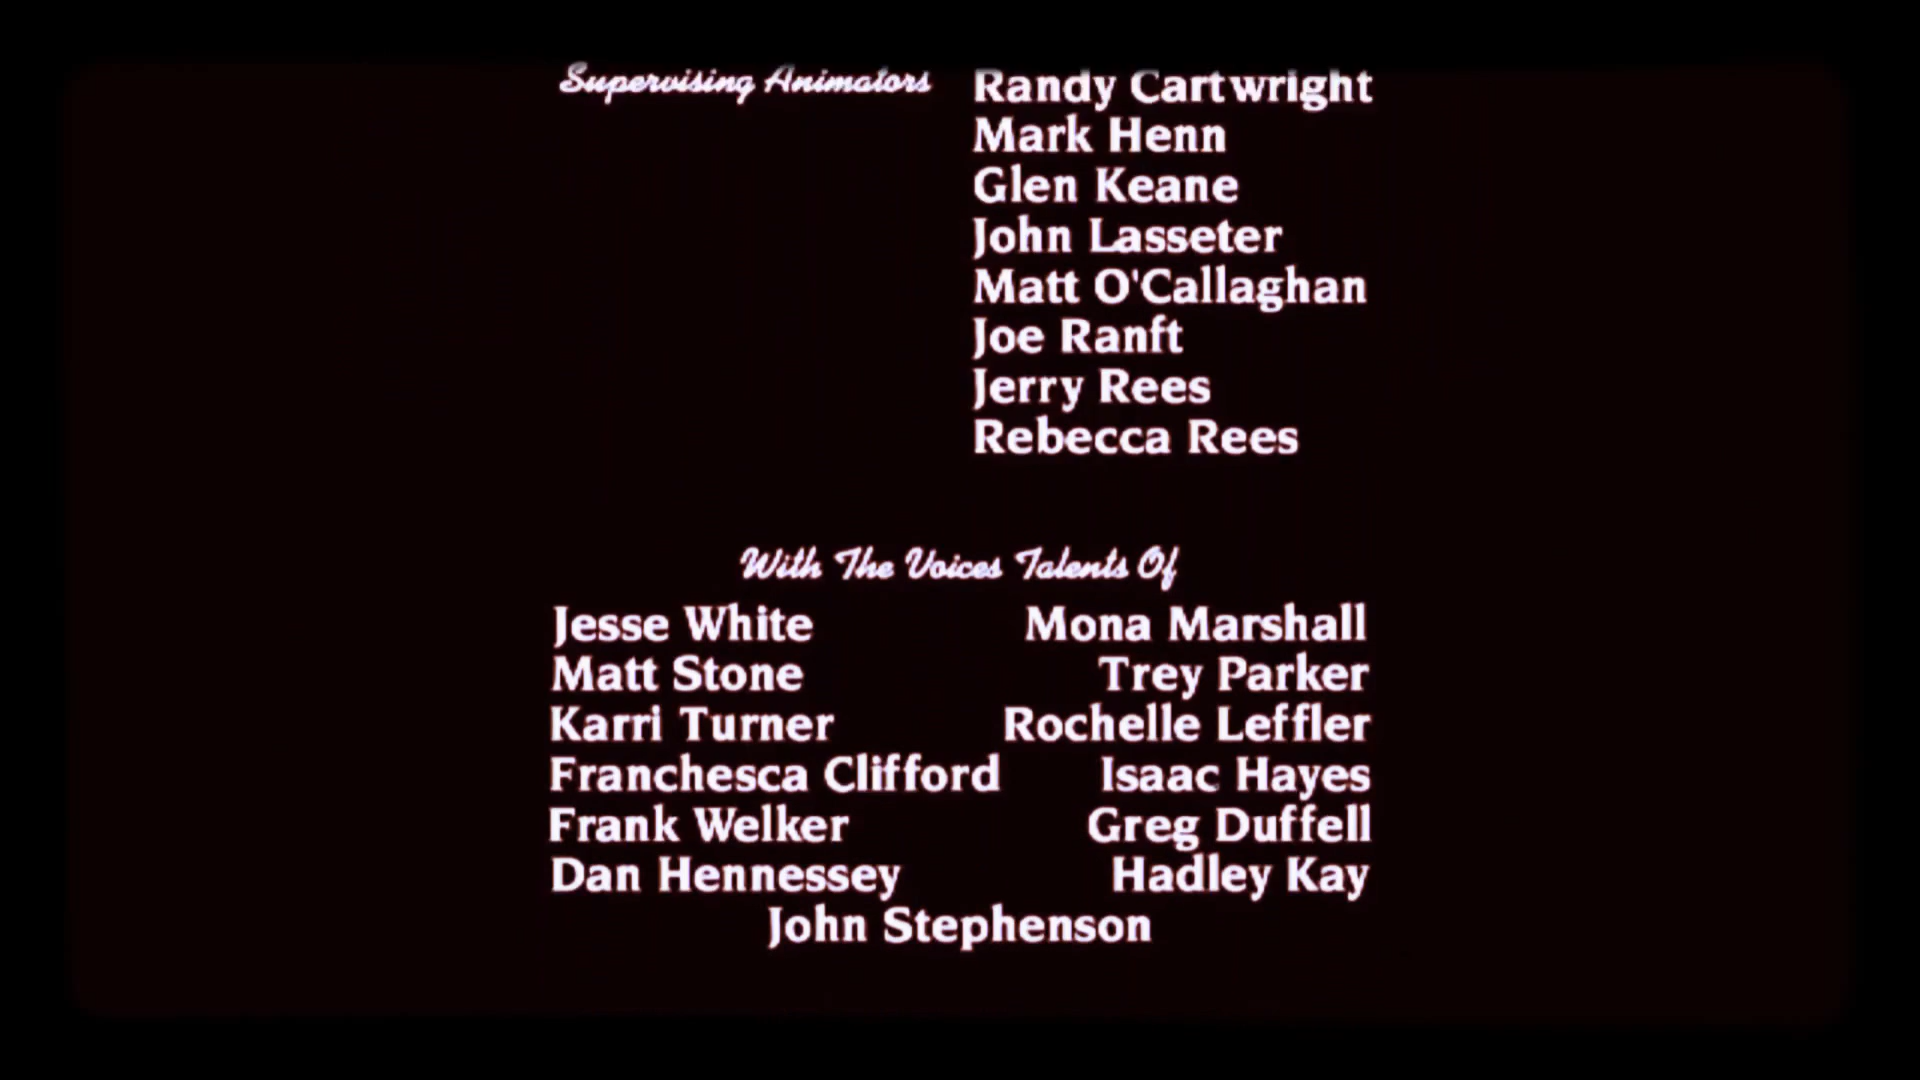 Supervising Animators Randy Cartwright
Mark Henn
Glen Keane
John Lasseter
Matt O'Callaghan
Joe Ranft
Jerry Rees
Rebecca Rees
With The Voices Talents Of
Jesse White Mona Marshall
Matt Stone Trey Parker
Karri Turner Rochelle Leffler
Franchesca Clifford Isaac Hayes
Frank Welker Greg Duffell
Dan Hennessey Hadley Kay
John Stephenson